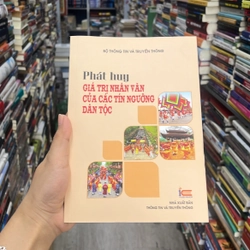 BỘ THÔNG TIN VÀ TRUYỀN THÔNG
Phát huy
GIÁ TRỊ NHÂN VĂN
CỦA CÁC TÍN NGƯỠNG
DÂN TỘC
NHÀ XUẤT BẢN
THÔNG TIN VÀ TRUYỀN THÔNG